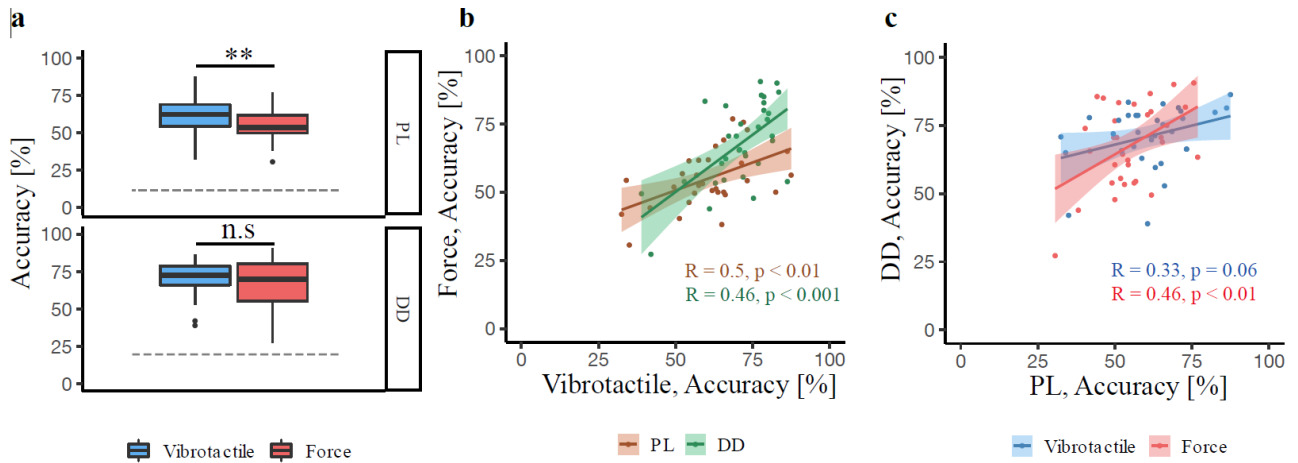 a
Accuracy [%]
100
75
50
25
0
**
PL
100
75
50
25
0
n.s
DD
Vibrotactile
Force
b
Force, Accuracy [%]
100
75
50
25
0
R = 0.5, p < 0.01
R = 0.46, p < 0.001
0 25 50 75 100
Vibrotactile, Accuracy [%]
PL DD
c
DD, Accuracy [%]
100
75
50
25
0
R = 0.33, p = 0.06
R = 0.46, p < 0.01
0 25 50 75 100
PL, Accuracy [%]
Vibrotactile Force